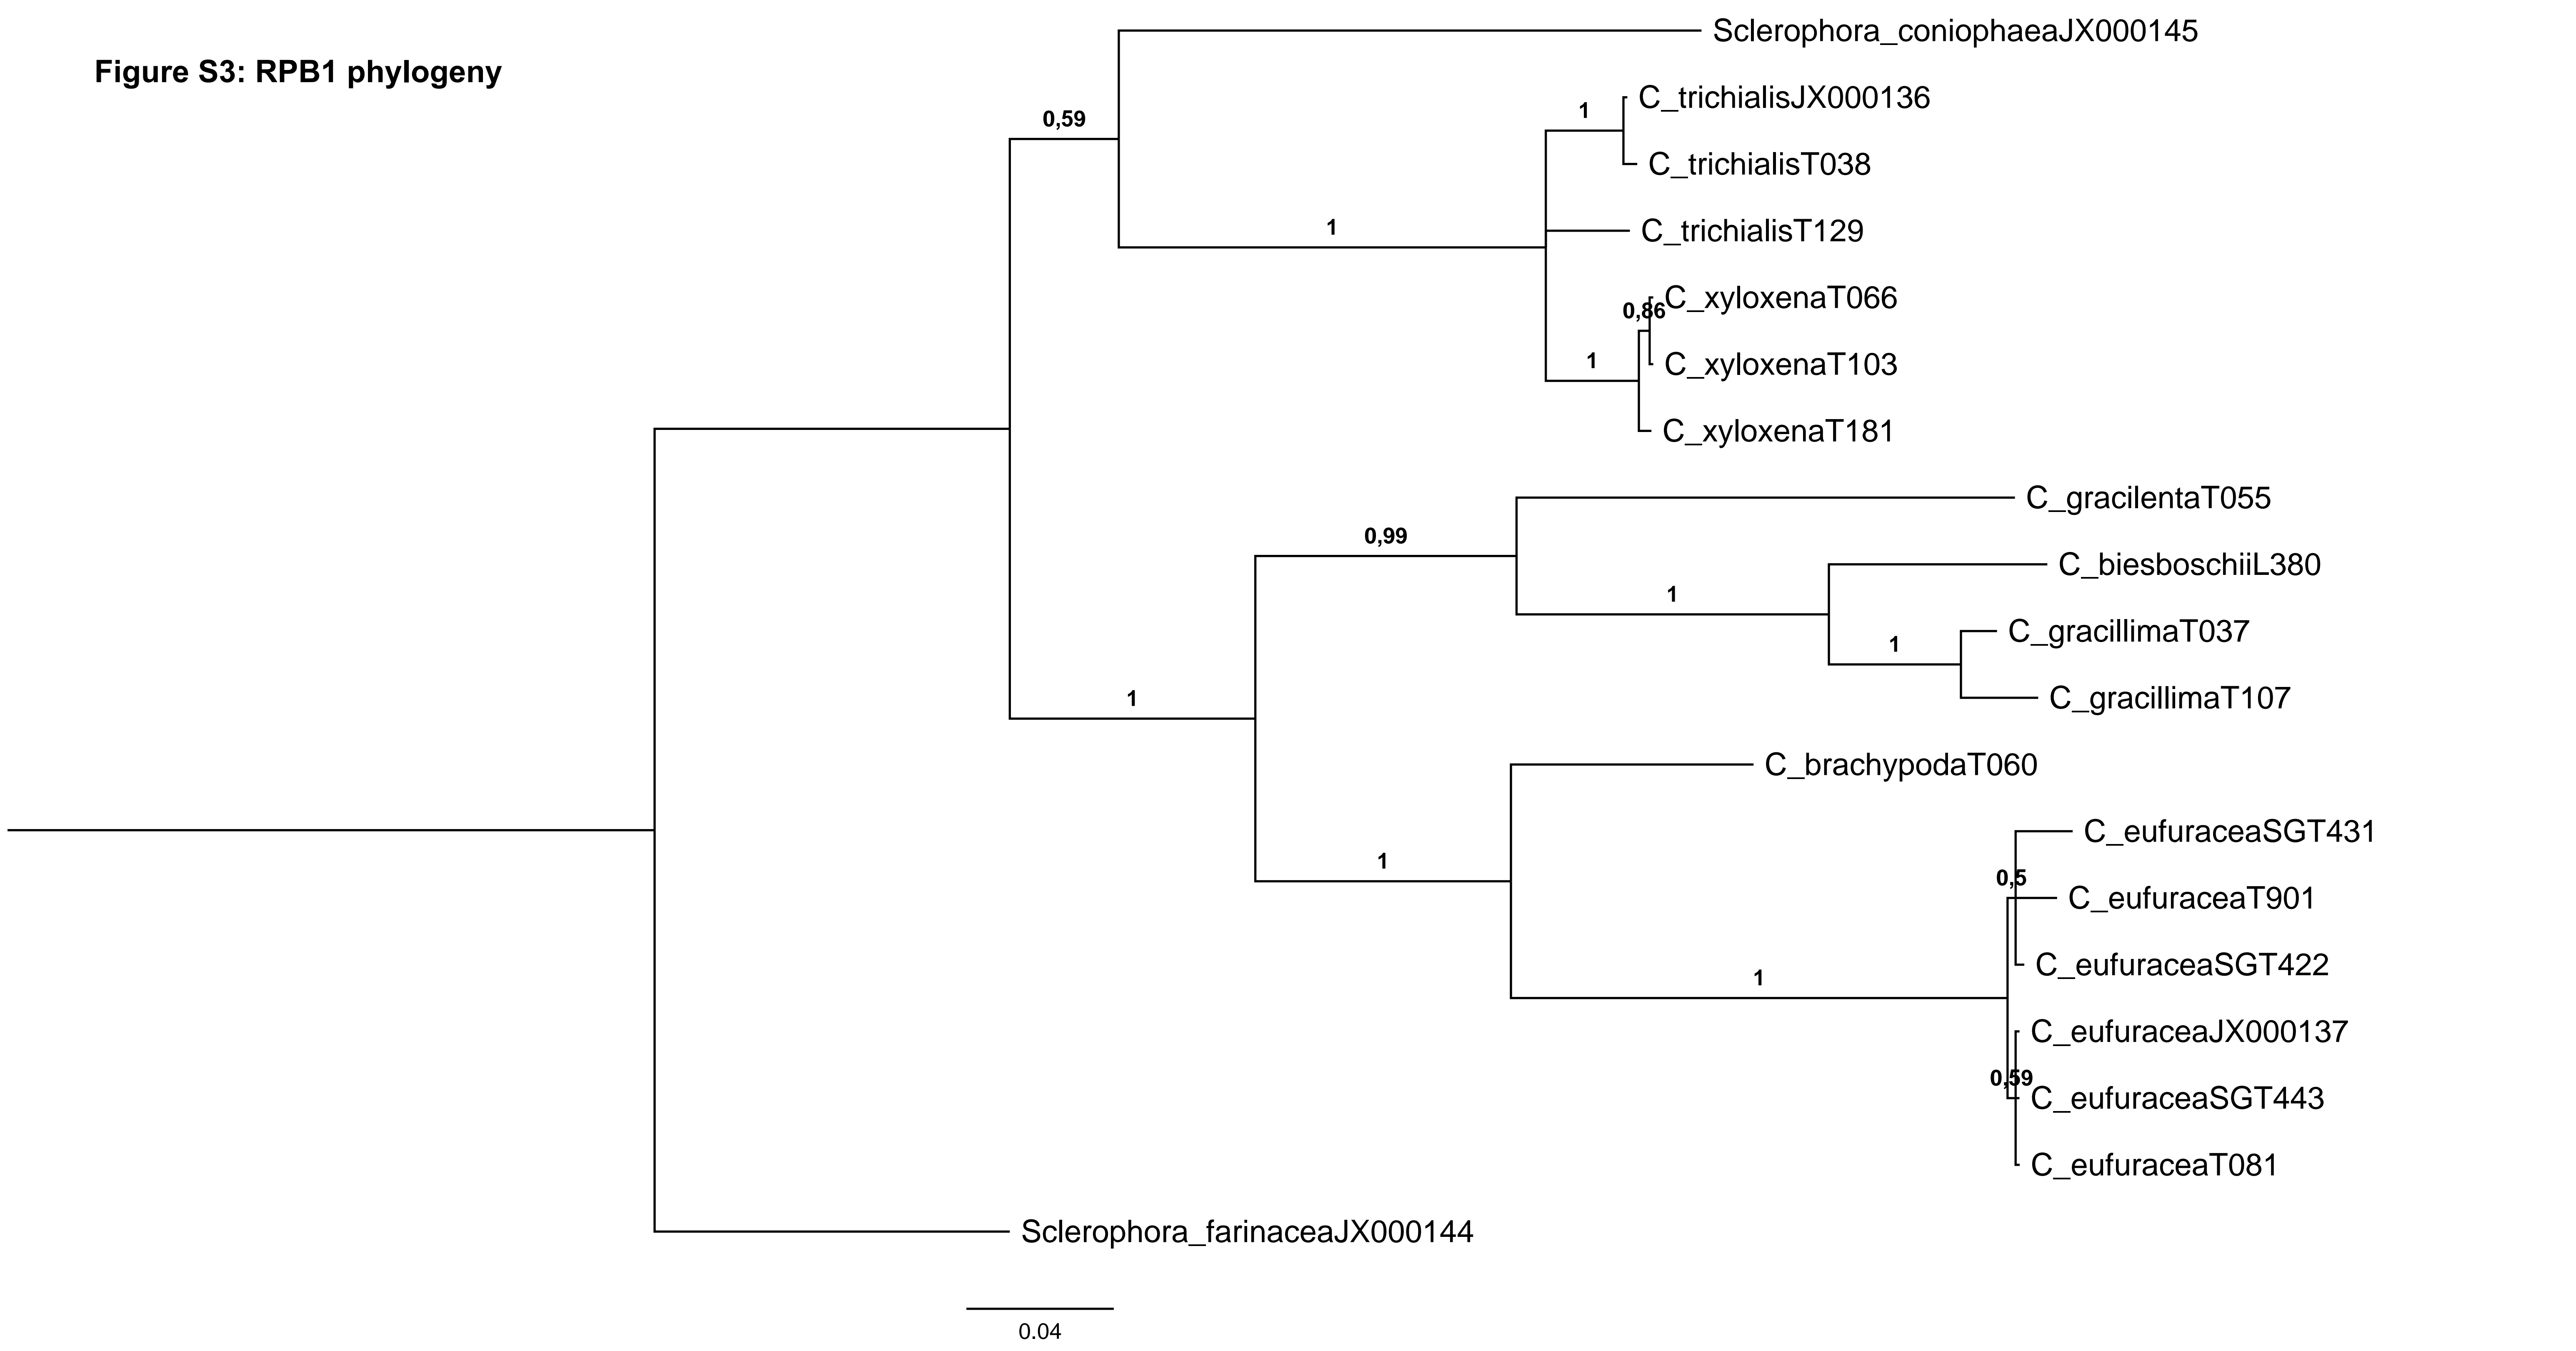 Sclerophora_coniophaeaJX000145
Figure S3: RPB1 phylogeny
C_trichialisJX000136
1
0,59
C_trichialisT038
1
C_trichialisT129
C_xyloxenaT066
0,86
1
C_xyloxenaT103
C_xyloxenaT181
C_gracilentaT055
0,99
C_biesboschiiL380
1
C_gracillimaT037
1
1
C_gracillimaT107
C_brachypodaT060
C_eufuraceaSGT431
1
0,5
C_eufuraceaT901
C_eufuraceaSGT422
1
C_eufuraceaJX000137
0,59
C_eufuraceaSGT443
C_eufuraceaT081
Sclerophora_farinaceaJX000144
0.04